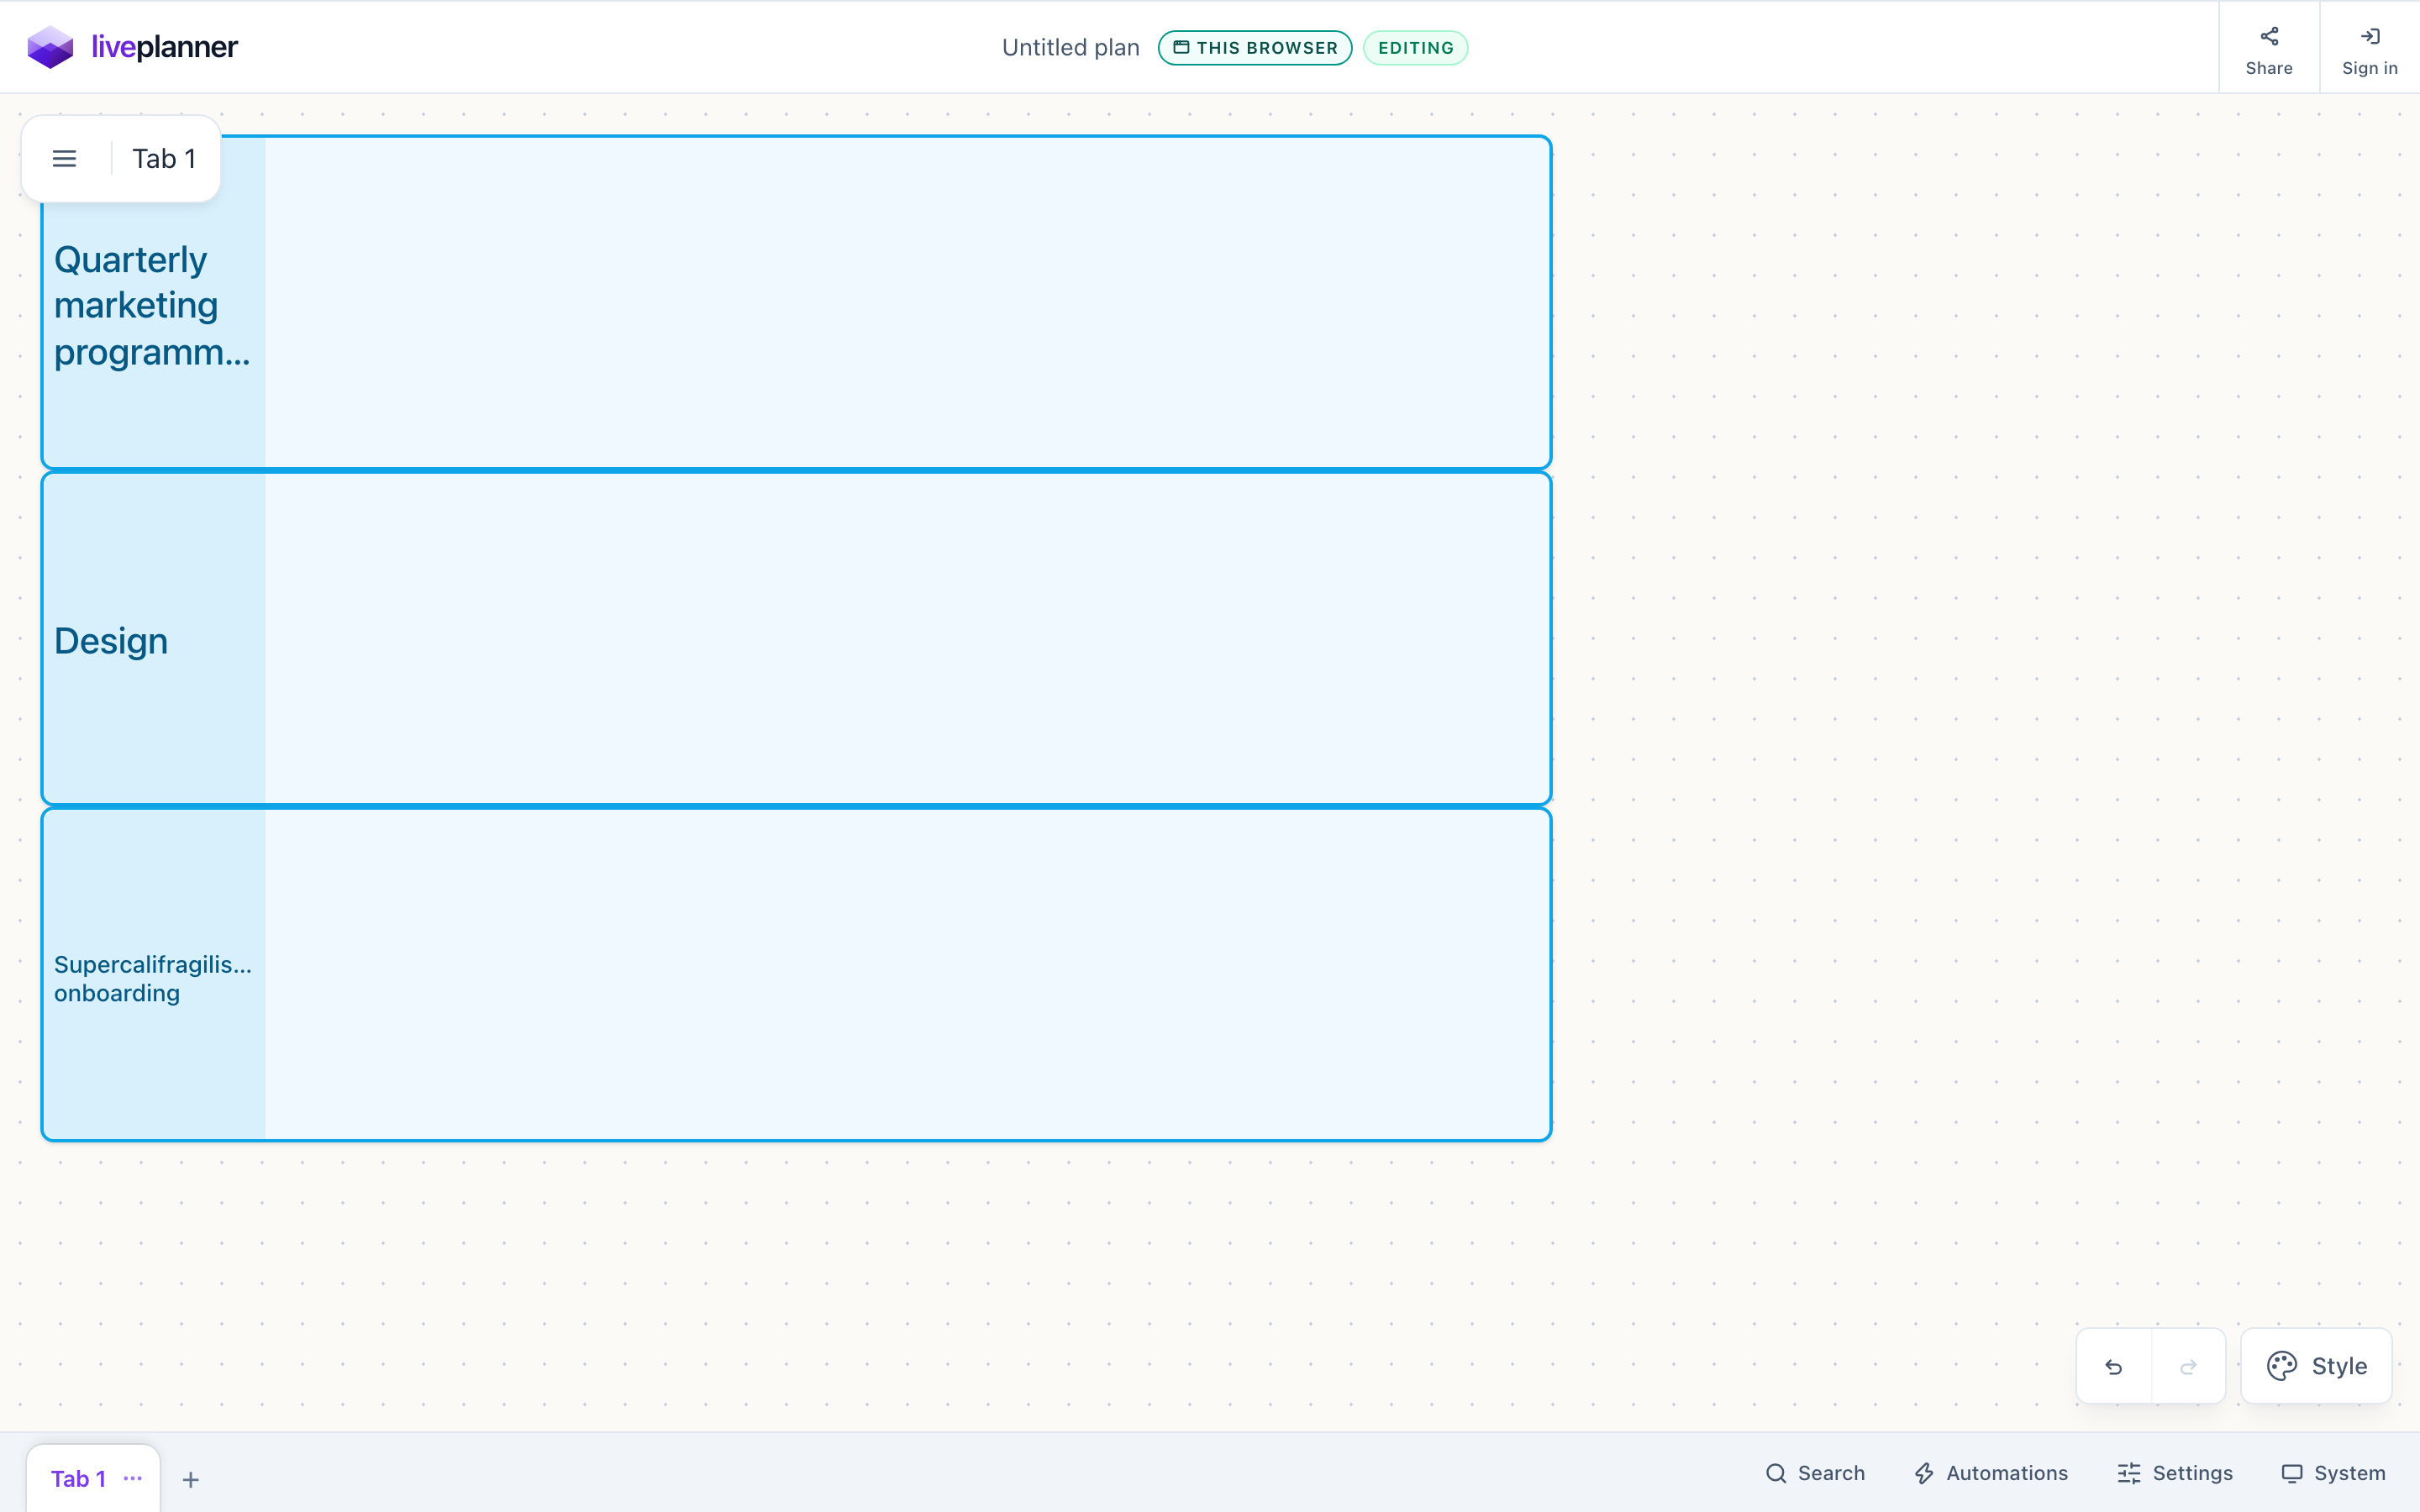 liveplanner
Untitled plan
THIS BROWSER
EDITING
Share
Sign in
Tab 1
Quarterly
marketing
programm...
Design
Supercalifragilis...
onboarding
Style
Tab 1
Search
Automations
Settings
System